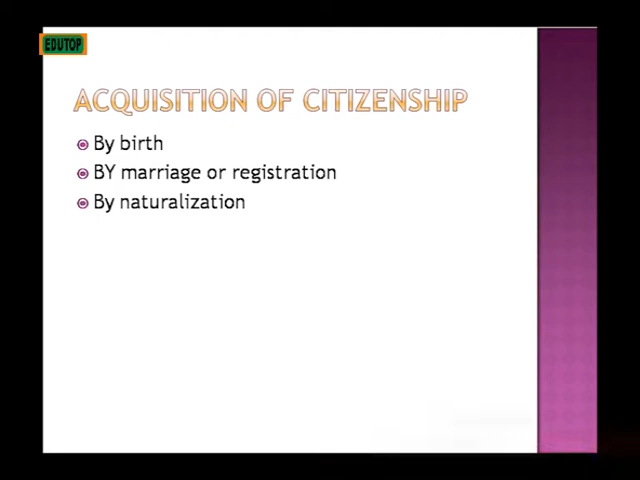 EDUTOP
ACQUISITION OF CITIZENSHIP
By birth
BY marriage or registration
By naturalization